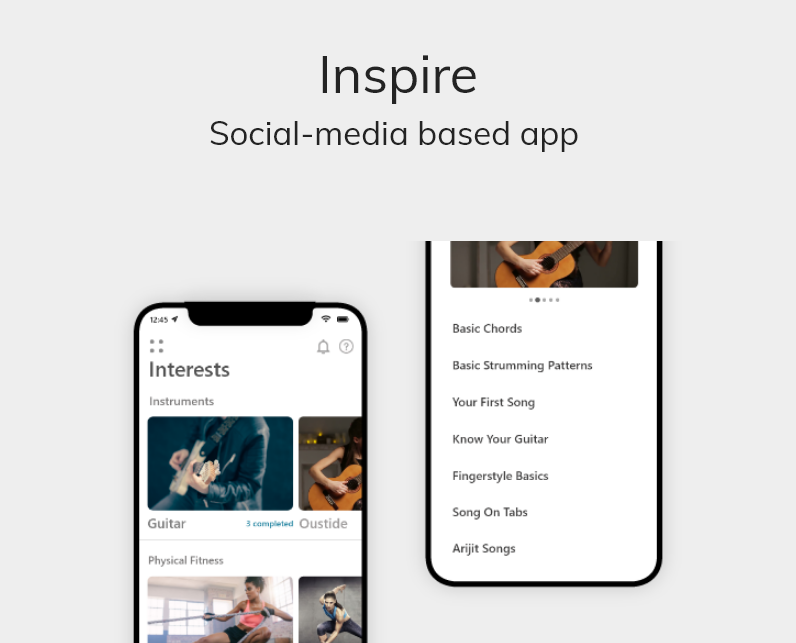 Inspire
Social-media based app
12:45
Interests
Instruments
Guitar
3 completed
Oustide
Physical Fitness
Basic Chords
Basic Strumming Patterns
Your First Song
Know Your Guitar
Fingerstyle Basics
Song On Tabs
Arijit Songs